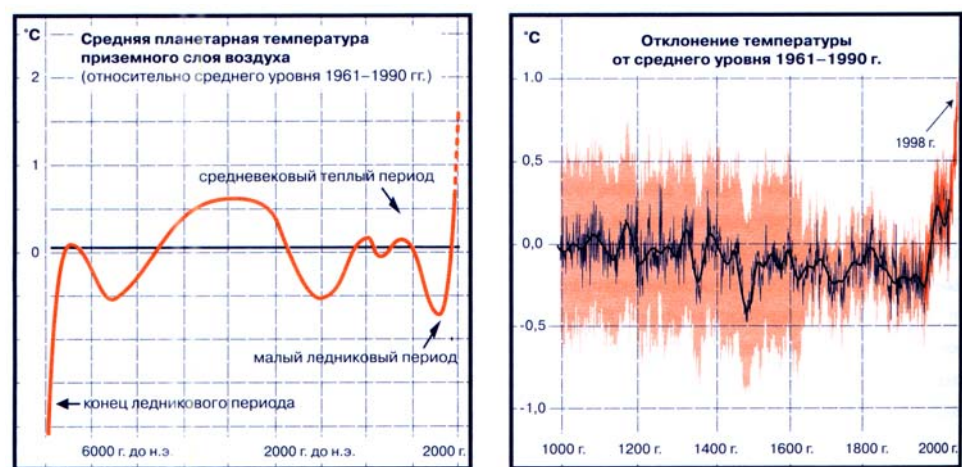 °C
Средняя планетарная температура
приземного слоя воздуха
(относительно среднего уровня 1961–1990 гг.)
2
1
0
средневековый теплый период
малый ледниковый период
конец ледникового периода
6000 г. до н.э.
2000 г. до н.э.
2000 г.
°C
Отклонение температуры
от среднего уровня 1961–1990 г.
1.0
1998 г.
0,5
0,0
-0,5
-1,0
1000 г.
1200 г.
1400 г.
1600 г.
1800 г.
2000 г.